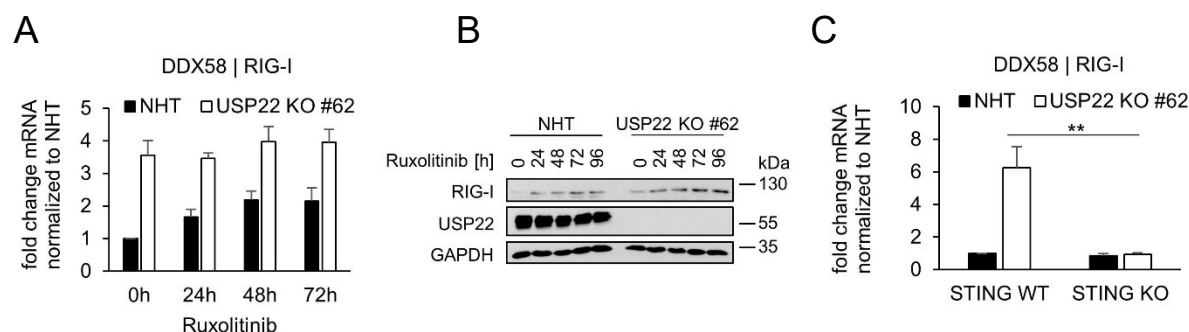 A
DDX58 | RIG-I
NHT USP22 KO #62
fold change mRNA
normalized to NHT
5
4
3
2
1
0
0h 24h 48h 72h
Ruxolitinib
B
NHT USP22 KO #62
Ruxolitinib [h] 0 24 48 72 96 0 24 48 72 96 kDa
RIG-I 130
USP22 55
GAPDH 35
C
DDX58 | RIG-I
NHT USP22 KO #62
fold change mRNA
normalized to NHT
10
8
6
4
2
0
**
STING WT STING KO